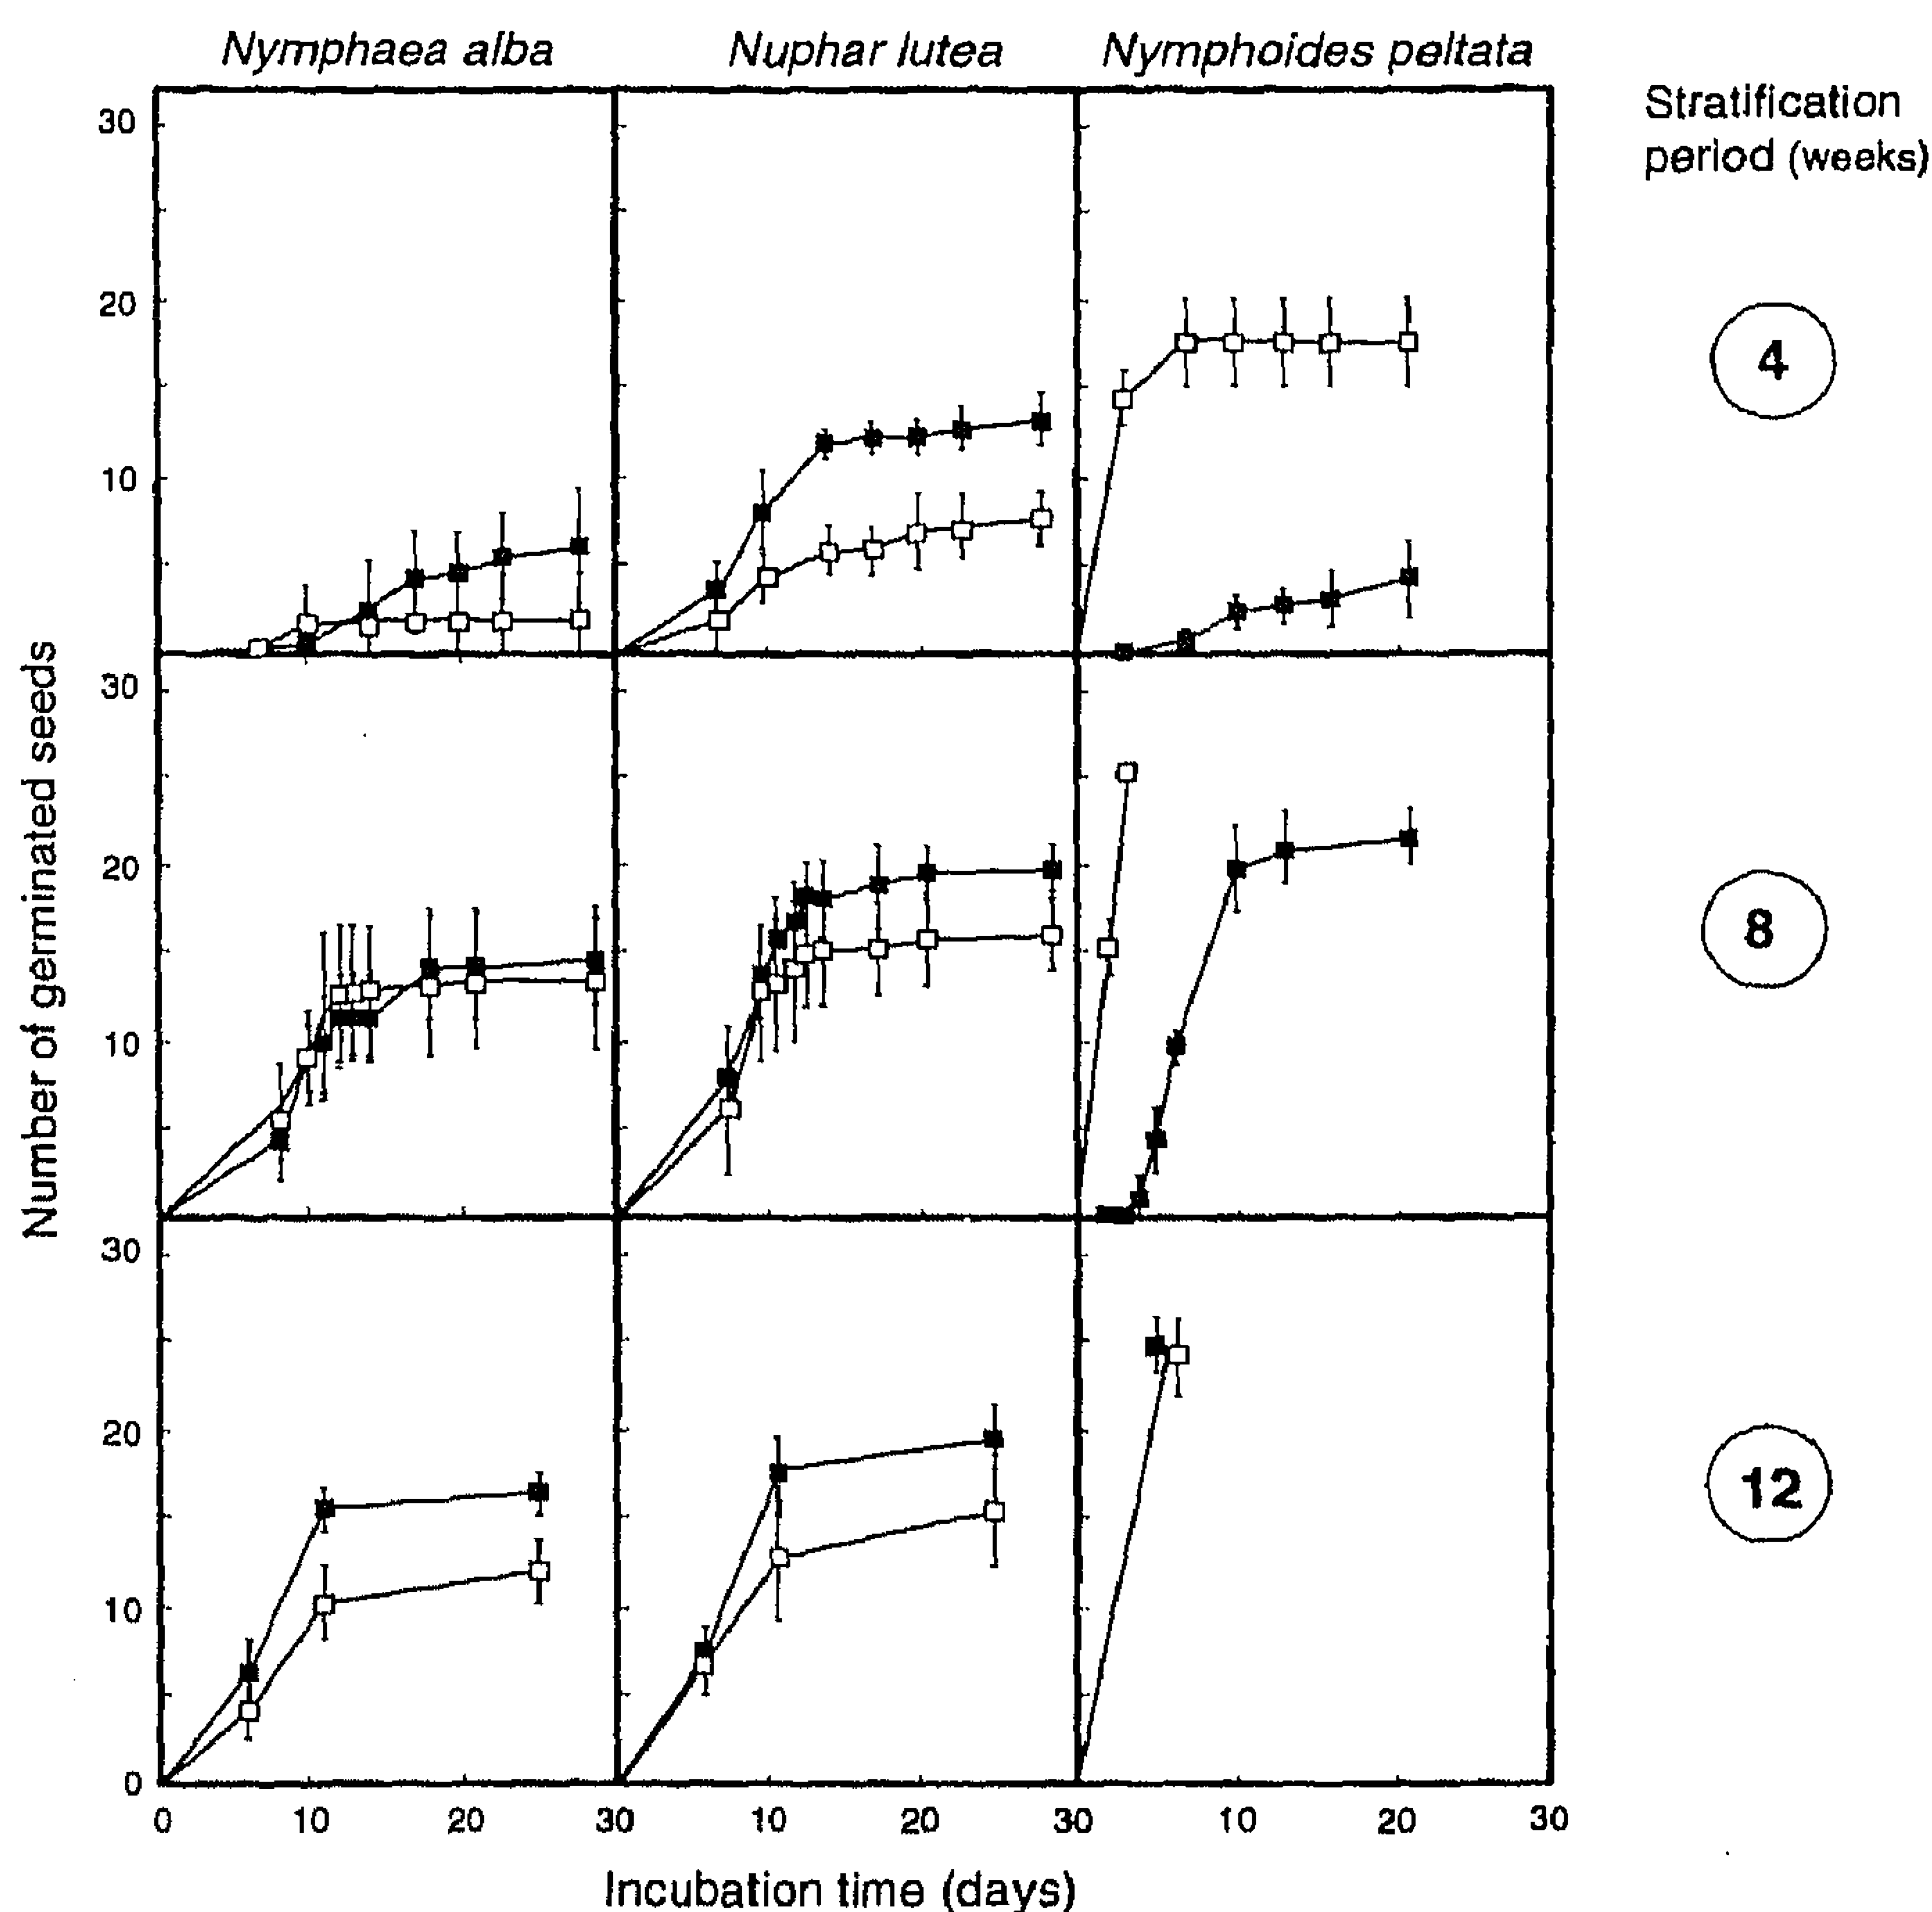 Nymphaea alba Nuphar lutea Nymphoides peltata
Stratification
period (weeks)
Number of germinated seeds
30
20
10
4
30
20
10
8
30
20
10
0
12
0 10 20 30 10 20 30 10 20 30
Incubation time (days)